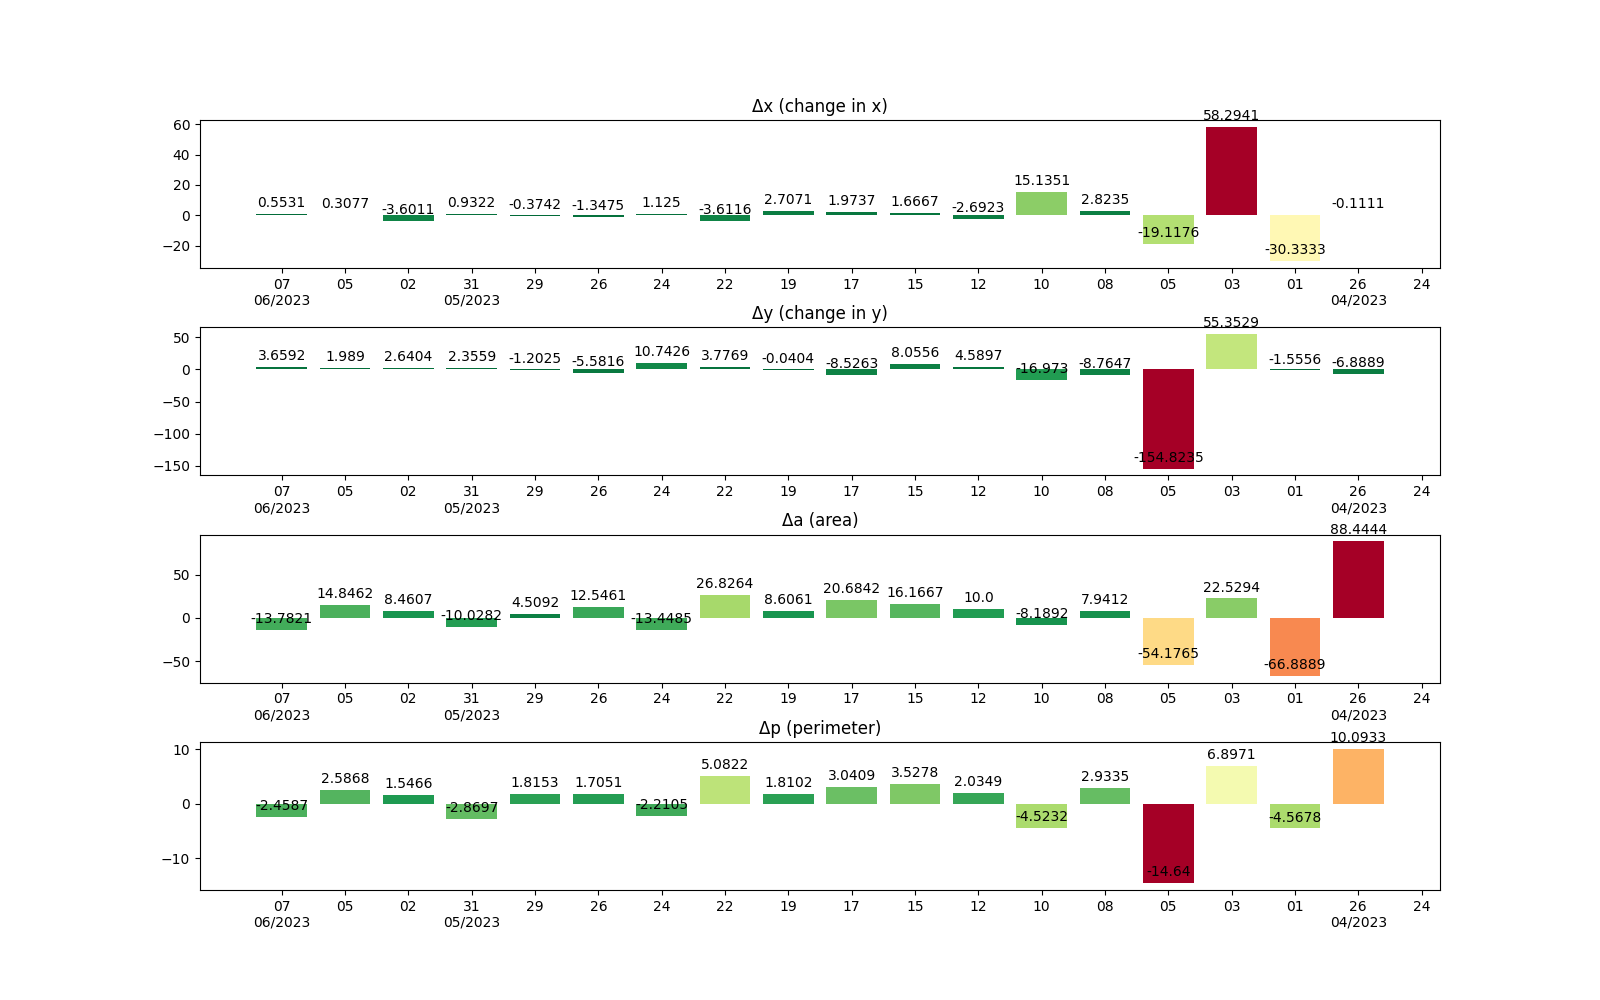 Δx (change in x)
60
40
20
0
−20
0.5531 0.3077 -3.6011 0.9322 -0.3742 -1.3475 1.125 -3.6116 2.7071 1.9737 1.6667 -2.6923 15.1351 2.8235 -19.1176 58.2941 -30.3333 -0.1111
07 05 02 31 29 26 24 22 19 17 15 12 10 08 05 03 01 26 24
06/2023 05/2023 04/2023
Δy (change in y)
50
0
−50
−100
−150
3.6592 1.989 2.6404 2.3559 -1.2025 -5.5816 10.7426 3.7769 -0.0404 -8.5263 8.0556 4.5897 -16.973 -8.7647 -154.8235 55.3529 -1.5556 -6.8889
07 05 02 31 29 26 24 22 19 17 15 12 10 08 05 03 01 26 24
06/2023 05/2023 04/2023
Δa (area)
50
0
−50
-13.7821 14.8462 8.4607 -10.0282 4.5092 12.5461 -13.4485 26.8264 8.6061 20.6842 16.1667 10.0 -8.1892 7.9412 -54.1765 22.5294 -66.8889 88.4444
07 05 02 31 29 26 24 22 19 17 15 12 10 08 05 03 01 26 24
06/2023 05/2023 04/2023
Δp (perimeter)
10
0
−10
-2.4587 2.5868 1.5466 -2.8697 1.8153 1.7051 -2.2105 5.0822 1.8102 3.0409 3.5278 2.0349 -4.5232 2.9335 -14.64 6.8971 -4.5678 10.0933
07 05 02 31 29 26 24 22 19 17 15 12 10 08 05 03 01 26 24
06/2023 05/2023 04/2023